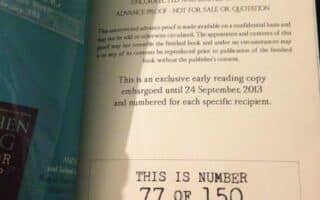 ADVANCE PROOF - NOT FOR SALE OR QUOTATION
This uncorrected advance proof is made available on a confidential basis and
may not be sold or otherwise circulated. The appearance and contents of this
proof may not resemble the finished book and under no circumstances may
it or any of its contents be reproduced prior to publication of the finished
book without the publisher's consent.
This is an exclusive early reading copy
embargoed until 24 September, 2013
and numbered for each specific recipient.
THIS IS NUMBER
77 OF 150